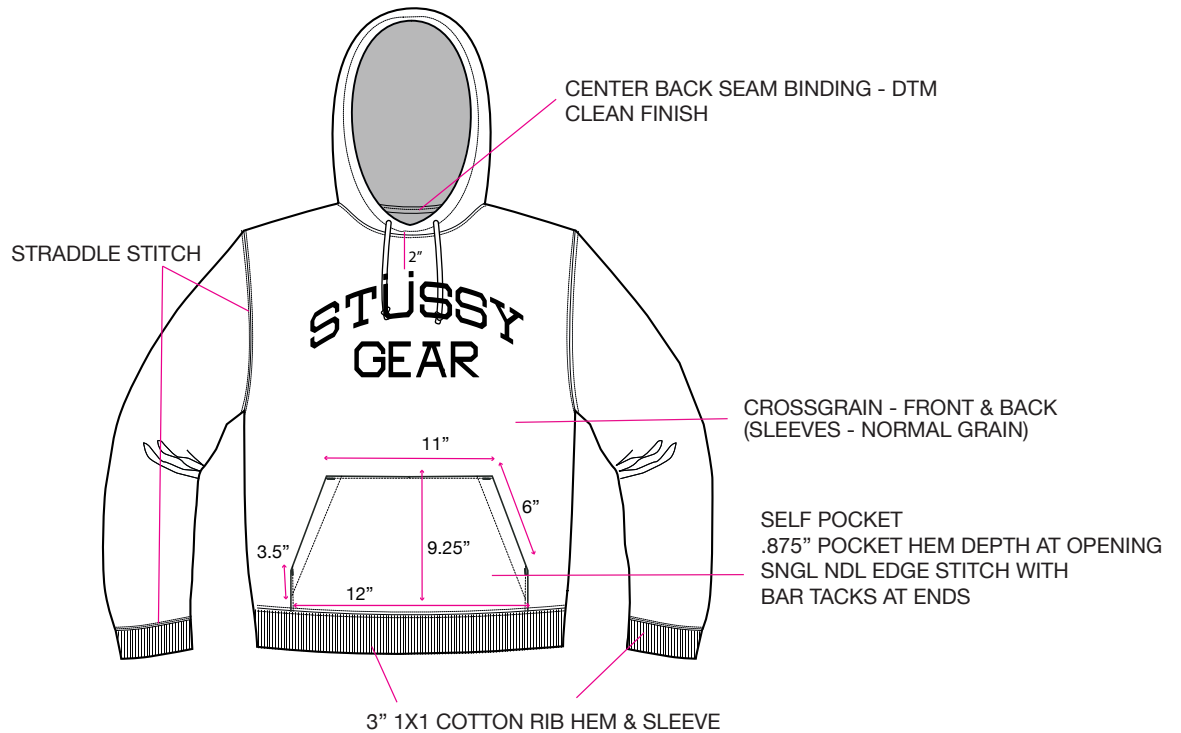 CENTER BACK SEAM BINDING - DTM
CLEAN FINISH
STRADDLE STITCH
2”
STÜSSY
GEAR
CROSSGRAIN - FRONT & BACK
(SLEEVES - NORMAL GRAIN)
11”
6”
3.5”
9.25”
12”
SELF POCKET
.875” POCKET HEM DEPTH AT OPENING
SNGL NDL EDGE STITCH WITH
BAR TACKS AT ENDS
3” 1X1 COTTON RIB HEM & SLEEVE